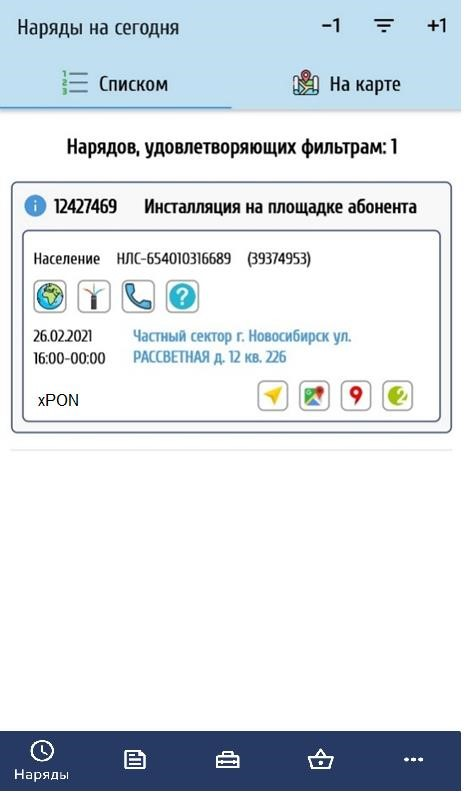 Наряды на сегодня −1 +1
Списком На карте
Нарядов, удовлетворяющих фильтрам: 1
12427469 Инсталляция на площадке абонента
Население НЛС-654010316689 (39374953)
26.02.2021 Частный сектор г. Новосибирск ул.
16:00-00:00 РАССВЕТНАЯ д. 12 кв. 226
xPON
Наряды